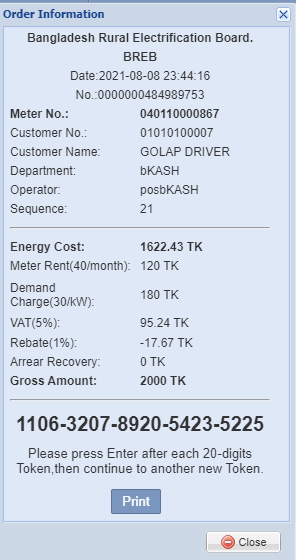 Order Information
Bangladesh Rural Electrification Board.
BREB
Date:2021-08-08 23:44:16
No.:0000000484989753
Meter No.: 040110000867
Customer No.: 01010100007
Customer Name: GOLAP DRIVER
Department: bKASH
Operator: posbKASH
Sequence: 21
Energy Cost: 1622.43 TK
Meter Rent(40/month): 120 TK
Demand
Charge(30/kW): 180 TK
VAT(5%): 95.24 TK
Rebate(1%): -17.67 TK
Arrear Recovery: 0 TK
Gross Amount: 2000 TK
1106-3207-8920-5423-5225
Please press Enter after each 20-digits
Token,then continue to another new Token.
Print
Close